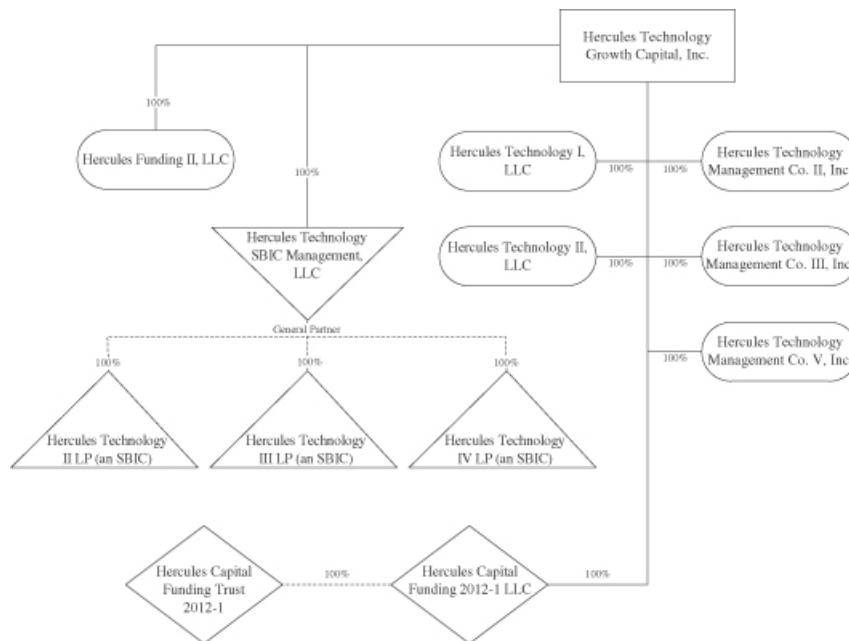 Hercules Technology
Growth Capital, Inc.
100%
Hercules Funding II, LLC
100%
Hercules Technology I,
LLC
100%
100%
Hercules Technology
Management Co. II, Inc
Hercules Technology
SBIC Management,
LLC
Hercules Technology II,
LLC
100%
100%
Hercules Technology
Management Co. III, Inc
General Partner
100%
Hercules Technology
Management Co. V, Inc
100%
100%
100%
Hercules Technology
II LP (an SBIC)
Hercules Technology
III LP (an SBIC)
Hercules Technology
IV LP (an SBIC)
Hercules Capital
Funding Trust
2012-1
100%
Hercules Capital
Funding 2012-1 LLC
100%